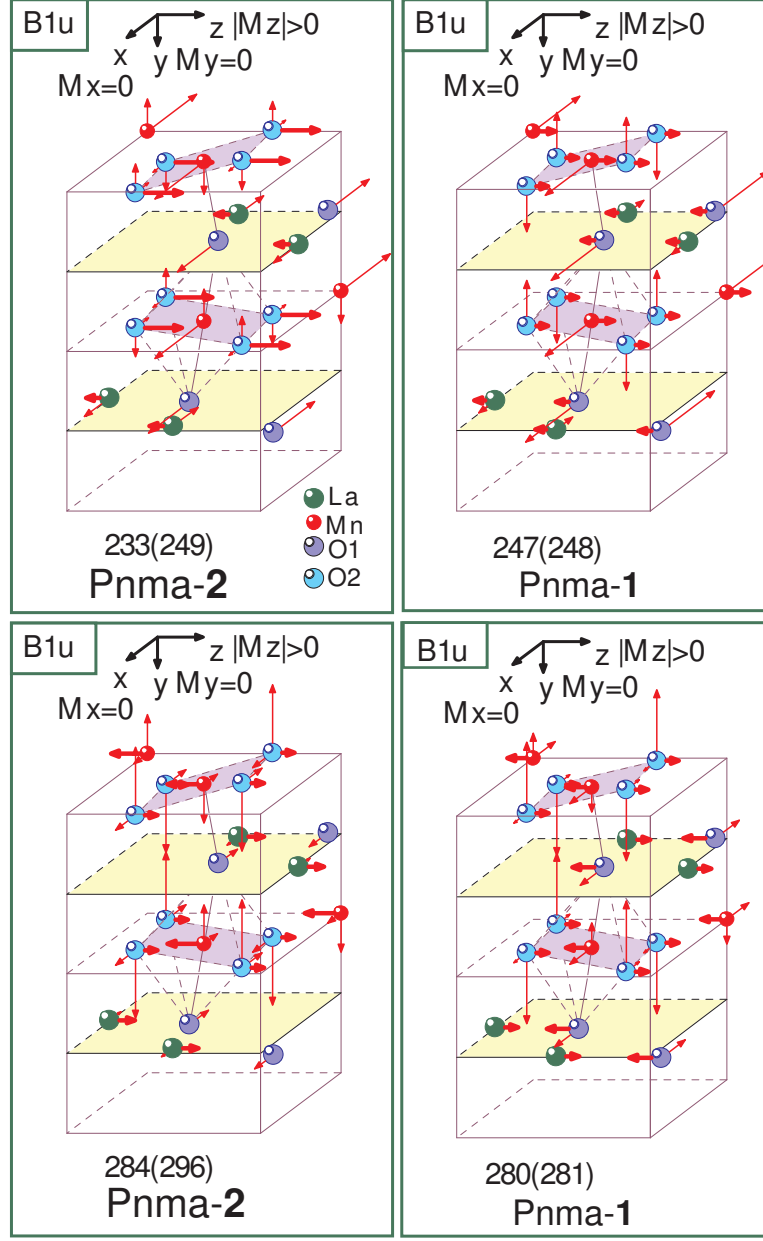 B1u
z |Mz|>0
x
y My=0
Mx=0
La
Mn
O1
O2
233(249)
Pnma-2
B1u
z |Mz|>0
x
y My=0
Mx=0
247(248)
Pnma-1
B1u
z |Mz|>0
x
y My=0
Mx=0
284(296)
Pnma-2
B1u
z |Mz|>0
x
y My=0
Mx=0
280(281)
Pnma-1